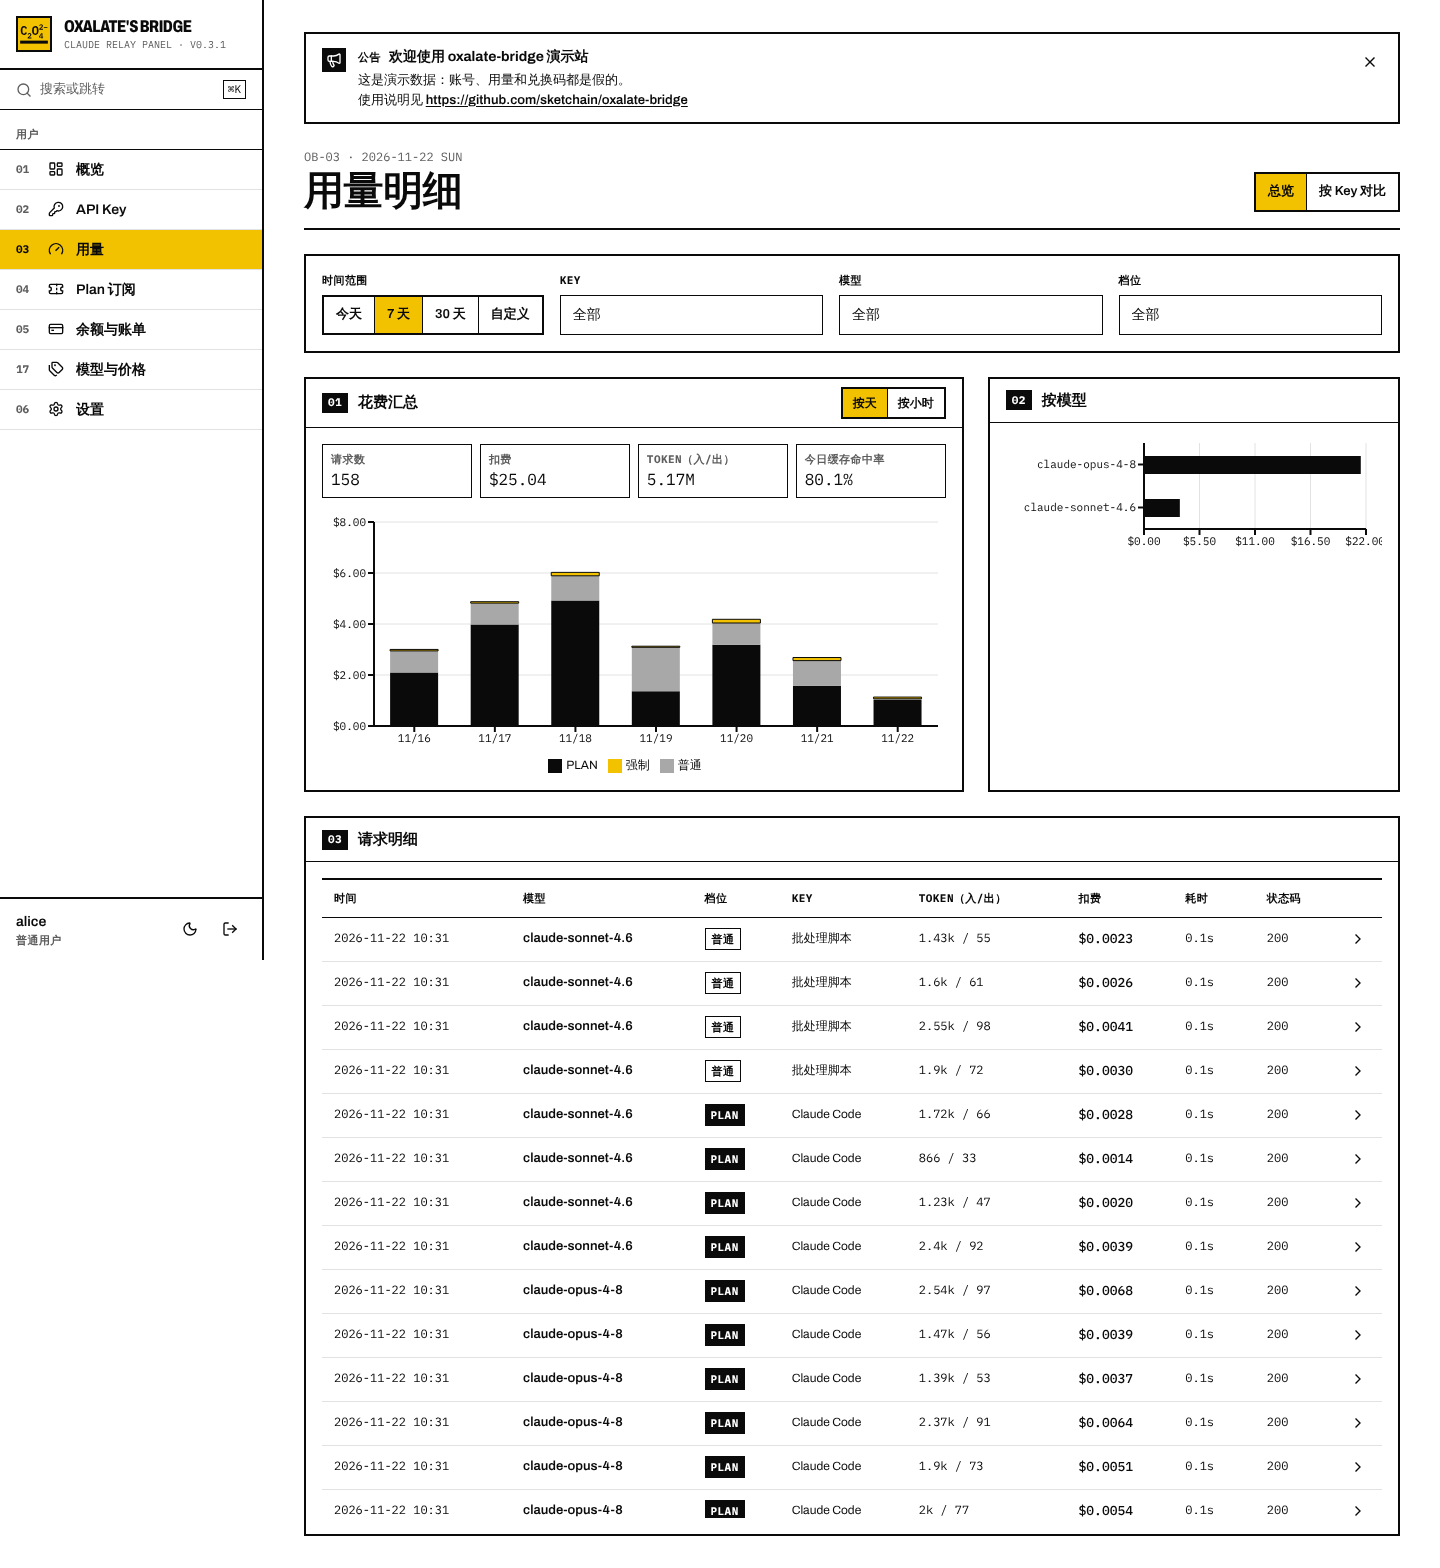 C₂O₄²⁻
OXALATE'S BRIDGE
CLAUDE RELAY PANEL · V0.3.1
搜索或跳转 ⌘K
用户
01 概览
02 API Key
03 用量
04 Plan 订阅
05 余额与账单
17 模型与价格
06 设置
alice
普通用户
公告 欢迎使用 oxalate-bridge 演示站
这是演示数据：账号、用量和兑换码都是假的。
使用说明见 https://github.com/sketchain/oxalate-bridge
OB-03 · 2026-11-22 SUN
用量明细
总览 按 Key 对比
时间范围 KEY 模型 档位
今天 7 天 30 天 自定义 全部 全部 全部
01 花费汇总 按天 按小时
请求数 扣费 TOKEN（入/出） 今日缓存命中率
158 $25.04 5.17M 80.1%
$8.00
$6.00
$4.00
$2.00
$0.00
11/16 11/17 11/18 11/19 11/20 11/21 11/22
PLAN 强制 普通
02 按模型
claude-opus-4-8
claude-sonnet-4.6
$0.00 $5.50 $11.00 $16.50 $22.00
03 请求明细
时间 模型 档位 KEY TOKEN（入/出） 扣费 耗时 状态码
2026-11-22 10:31 claude-sonnet-4.6 普通 批处理脚本 1.43k / 55 $0.0023 0.1s 200
2026-11-22 10:31 claude-sonnet-4.6 普通 批处理脚本 1.6k / 61 $0.0026 0.1s 200
2026-11-22 10:31 claude-sonnet-4.6 普通 批处理脚本 2.55k / 98 $0.0041 0.1s 200
2026-11-22 10:31 claude-sonnet-4.6 普通 批处理脚本 1.9k / 72 $0.0030 0.1s 200
2026-11-22 10:31 claude-sonnet-4.6 PLAN Claude Code 1.72k / 66 $0.0028 0.1s 200
2026-11-22 10:31 claude-sonnet-4.6 PLAN Claude Code 866 / 33 $0.0014 0.1s 200
2026-11-22 10:31 claude-sonnet-4.6 PLAN Claude Code 1.23k / 47 $0.0020 0.1s 200
2026-11-22 10:31 claude-sonnet-4.6 PLAN Claude Code 2.4k / 92 $0.0039 0.1s 200
2026-11-22 10:31 claude-opus-4-8 PLAN Claude Code 2.54k / 97 $0.0068 0.1s 200
2026-11-22 10:31 claude-opus-4-8 PLAN Claude Code 1.47k / 56 $0.0039 0.1s 200
2026-11-22 10:31 claude-opus-4-8 PLAN Claude Code 1.39k / 53 $0.0037 0.1s 200
2026-11-22 10:31 claude-opus-4-8 PLAN Claude Code 2.37k / 91 $0.0064 0.1s 200
2026-11-22 10:31 claude-opus-4-8 PLAN Claude Code 1.9k / 73 $0.0051 0.1s 200
2026-11-22 10:31 claude-opus-4-8 PLAN Claude Code 2k / 77 $0.0054 0.1s 200